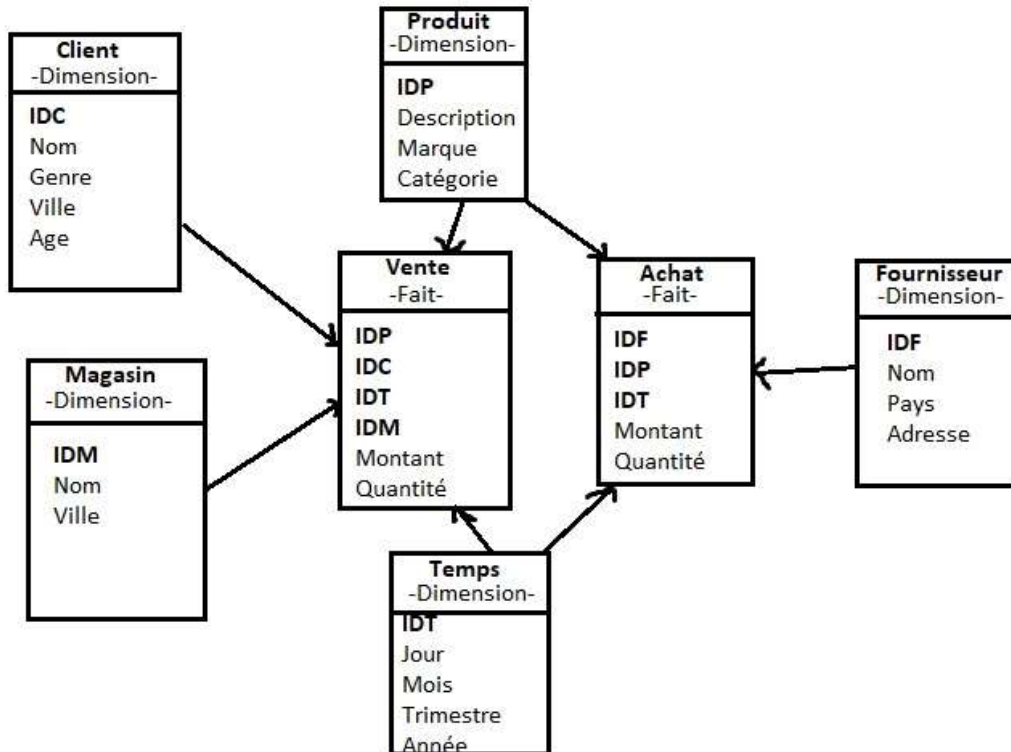 Client
-Dimension-
IDC
Nom
Genre
Ville
Age
Produit
-Dimension-
IDP
Description
Marque
Catégorie
Vente
-Fait-
IDP
IDC
IDT
IDM
Montant
Quantité
Achat
-Fait-
IDF
IDP
IDT
Montant
Quantité
Fournisseur
-Dimension-
IDF
Nom
Pays
Adresse
Magasin
-Dimension-
IDM
Nom
Ville
Temps
-Dimension-
IDT
Jour
Mois
Trimestre
Année